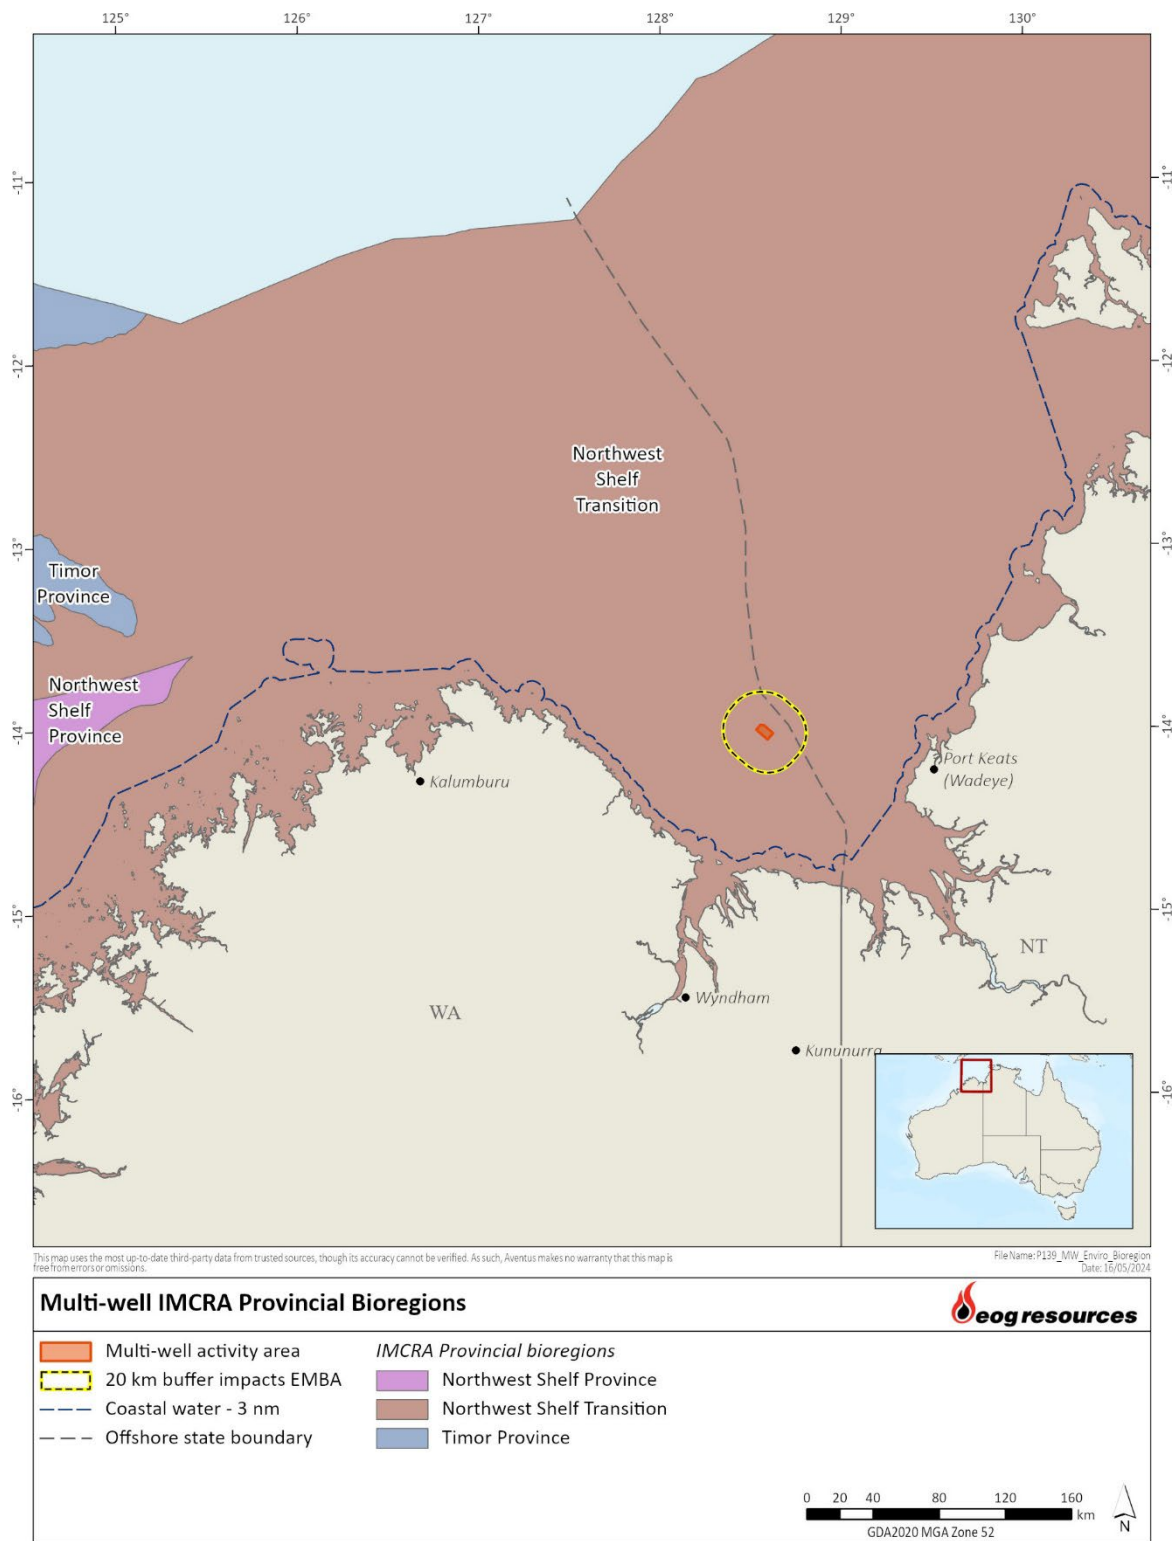 125° 126° 127° 128° 129° 130°
-11° -11°
-12° -12°
Northwest
Shelf
Transition
-13° -13°
Timor
Province
Northwest
Shelf
Province
-14° -14°
Port Keats
(Wadeye)
Kalumburu
-15° -15°
NT
Wyndham
WA
Kununurra
-16° -16°
This map uses the most up-to-date third-party data from trusted sources, though its accuracy cannot be verified. As such, Aventus makes no warranty that this map is
free from errors or omissions.
File Name: P139_MW_Enviro_Bioregion
Date: 16/05/2024
Multi-well IMCRA Provincial Bioregions
eog resources
Multi-well activity area
20 km buffer impacts EMBA
Coastal water - 3 nm
Offshore state boundary
IMCRA Provincial bioregions
Northwest Shelf Province
Northwest Shelf Transition
Timor Province
0 20 40 80 120 160
km
N
GDA2020 MGA Zone 52